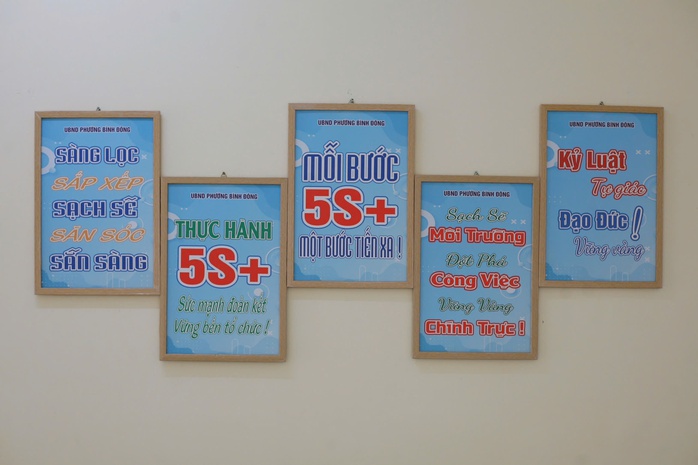 UBND PHƯỜNG BÌNH ĐÔNG
SÀNG LỌC
SẮP XẾP
SẠCH SẼ
SĂN SÓC
SẴN SÀNG
UBND PHƯỜNG BÌNH ĐÔNG
THỰC HÀNH
5S+
Sức mạnh đoàn kết
Vững bền tổ chức !
UBND PHƯỜNG BÌNH ĐÔNG
MỖI BƯỚC
5S+
MỘT BƯỚC TIẾN XA !
UBND PHƯỜNG BÌNH ĐÔNG
Sạch Sẽ
Môi Trường
Đột Phá
Công Việc
Vững Vàng
Chính Trực !
UBND PHƯỜNG BÌNH ĐÔNG
Kỷ Luật
Tự giác
Đạo Đức !
Vững vàng